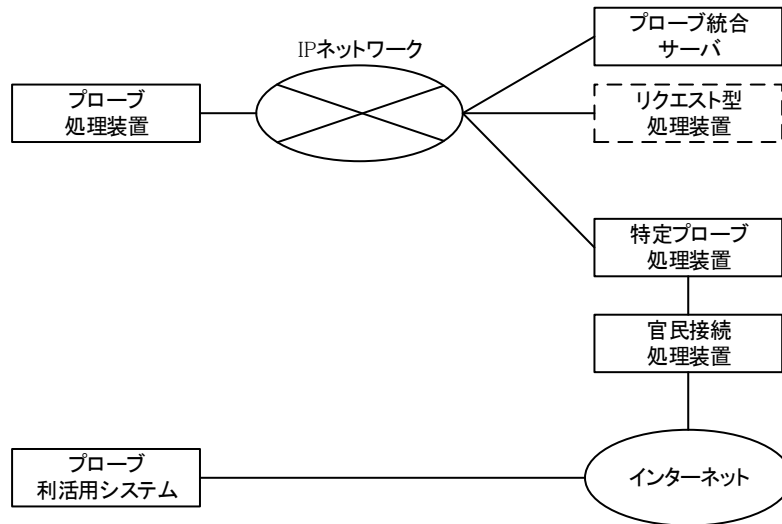 プローブ統合
サーバ
IPネットワーク
プローブ
処理装置
リクエスト型
処理装置
特定プローブ
処理装置
官民接続
処理装置
プローブ
利活用システム
インターネット